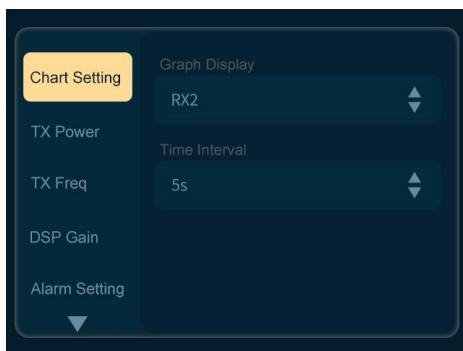 Chart Setting
TX Power
TX Freq
DSP Gain
Alarm Setting
Graph Display
RX2
Time Interval
5s